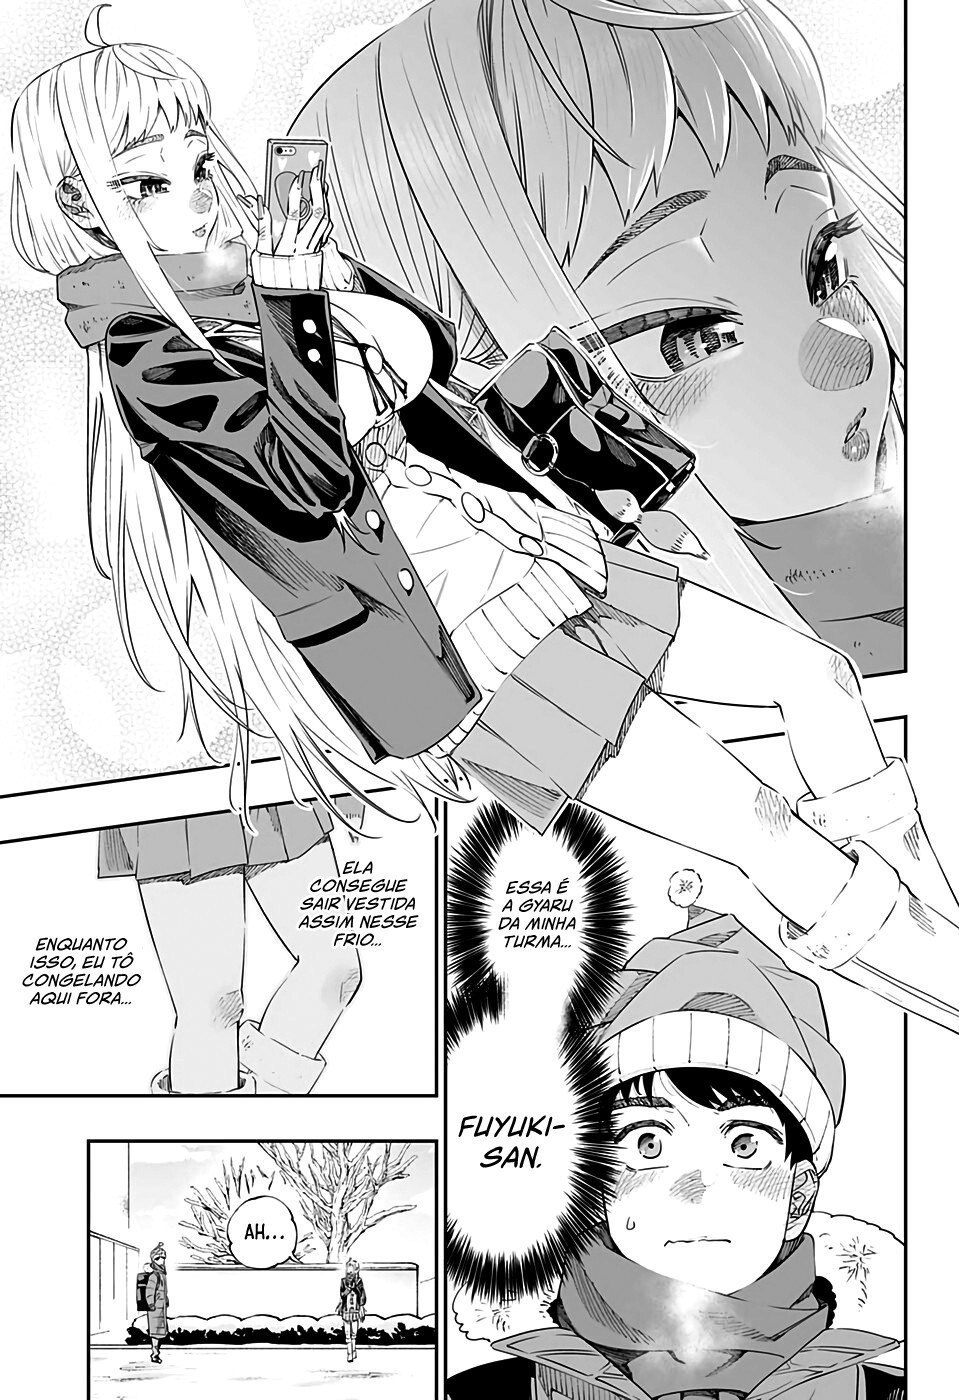 ESSA É
A GYARU
DA MINHA
TURMA...
FUYUKI-
SAN.
ELA
CONSEGUE
SAIR VESTIDA
ASSIM NESSE
FRIO...
ENQUANTO
ISSO, EU TÔ
CONGELANDO
AQUI FORA...
AH...